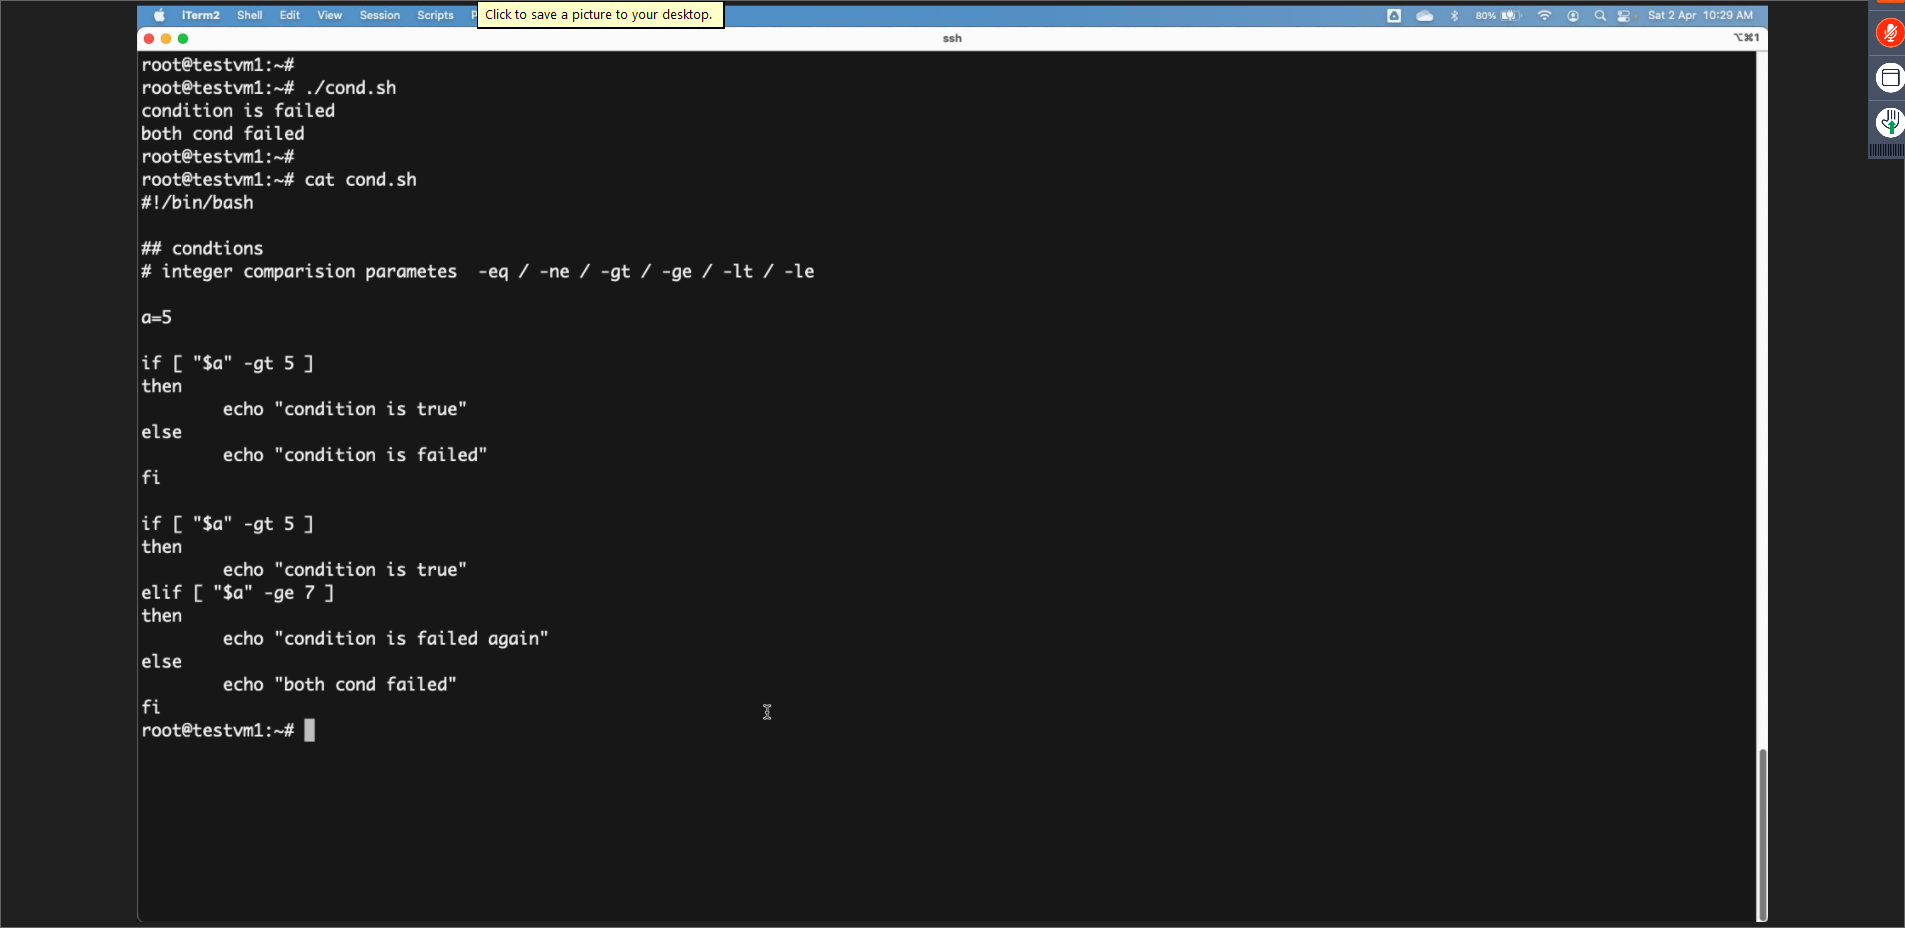 iTerm2 Shell Edit View Session Scripts P
Click to save a picture to your desktop.
80% Sat 2 Apr 10:29 AM
ssh
⌥⌘1
root@testvm1:~#
root@testvm1:~# ./cond.sh
condition is failed
both cond failed
root@testvm1:~#
root@testvm1:~# cat cond.sh
#!/bin/bash
## condtions
# integer comparision parametes  -eq / -ne / -gt / -ge / -lt / -le
a=5
if [ "$a" -gt 5 ]
then
        echo "condition is true"
else
        echo "condition is failed"
fi
if [ "$a" -gt 5 ]
then
        echo "condition is true"
elif [ "$a" -ge 7 ]
then
        echo "condition is failed again"
else
        echo "both cond failed"
fi
root@testvm1:~#